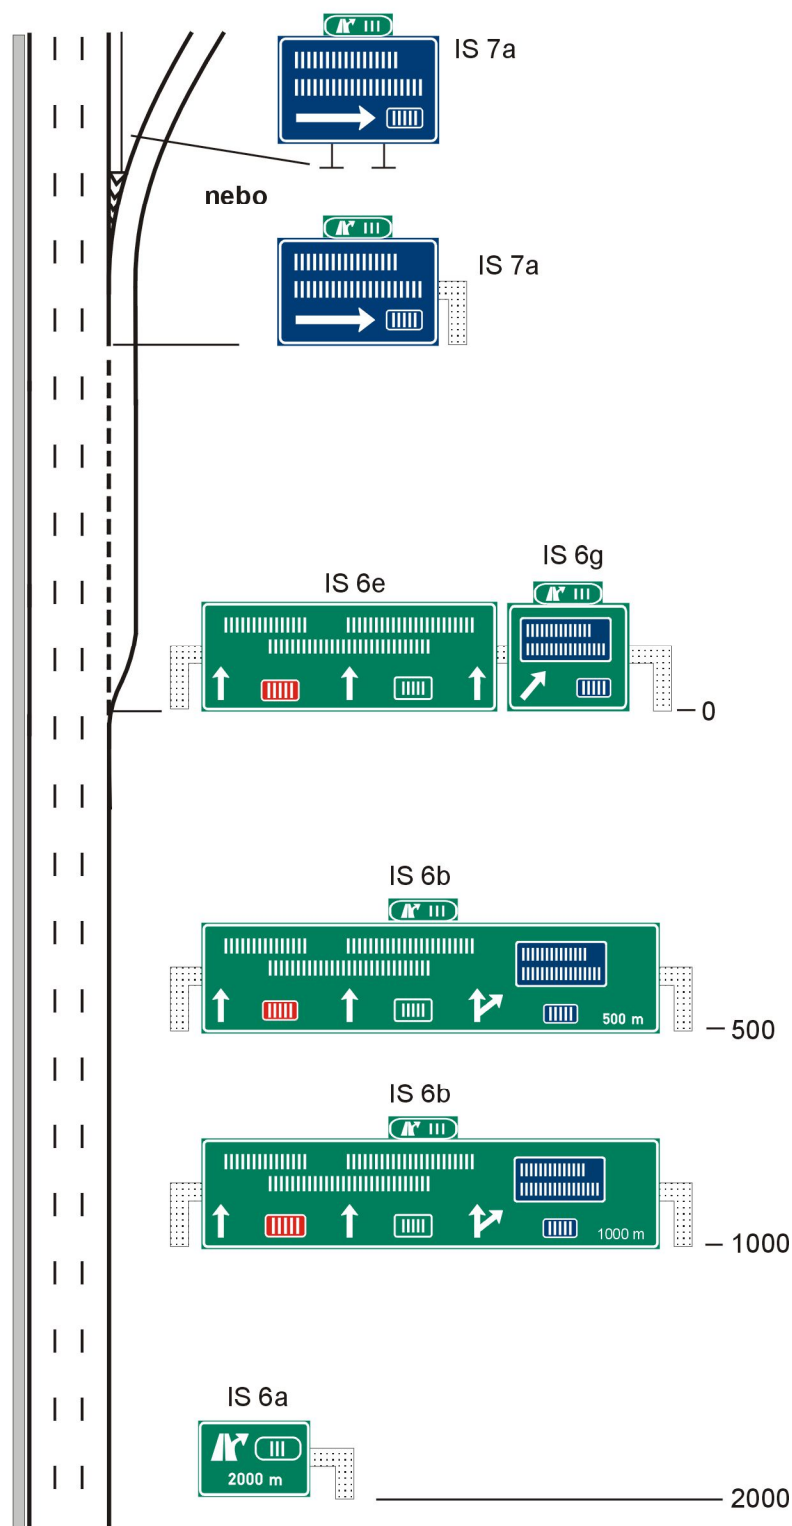 IS 7a
nebo
IS 7a
IS 6g
IS 6e
0
IS 6b
500 m
500
IS 6b
1000 m
1000
IS 6a
2000 m
2000